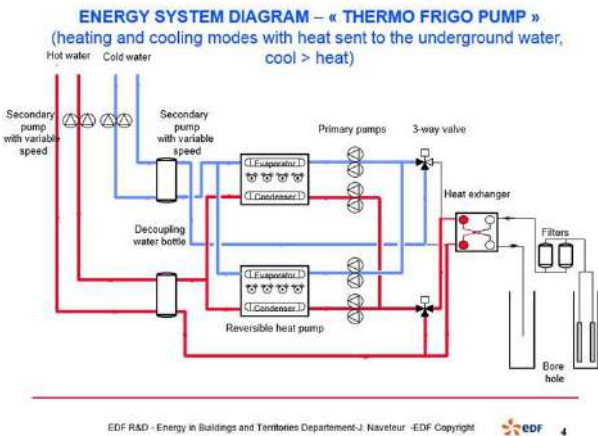 ENERGY SYSTEM DIAGRAM – « THERMO FRIGO PUMP »
(heating and cooling modes with heat sent to the underground water,
cool > heat)
Hot water
Cold water
Secondary
pump
with variable
speed
Secondary
pump
with variable
speed
Primary pumps
3-way valve
Evaporator
Condenser
Heat exhanger
Filters
Decoupling
water bottle
Evaporator
Condenser
Reversible heat pump
Bore
hole
EDF R&D - Energy in Buildings and Territories Departement-J. Naveteur -EDF Copyright
eDF
4